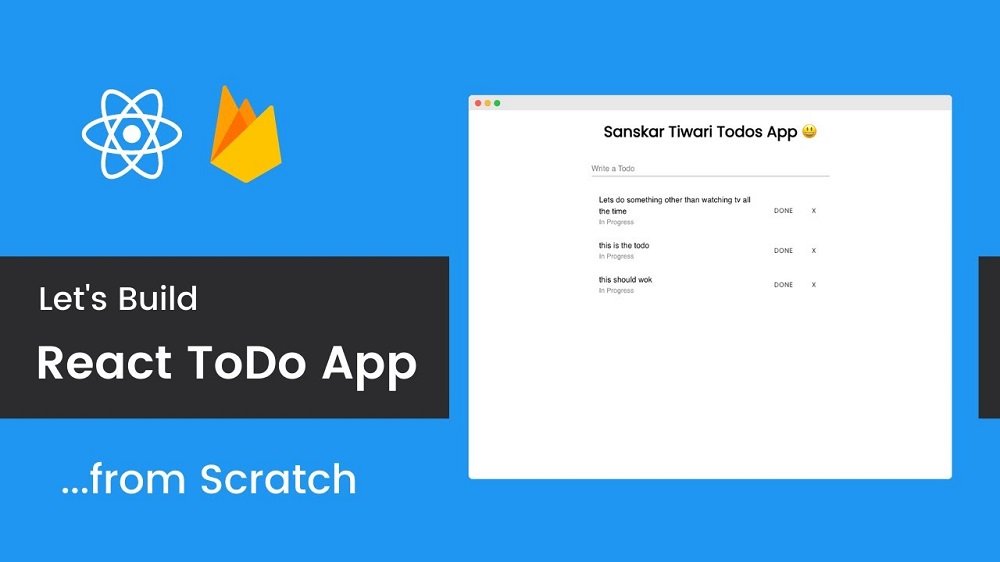 Let's Build
React ToDo App
...from Scratch
Sanskar Tiwari Todos App 😃
Write a Todo
Lets do something other than watching tv all
the time
In Progress
DONE X
this is the todo
In Progress
DONE X
this should wok
In Progress
DONE X